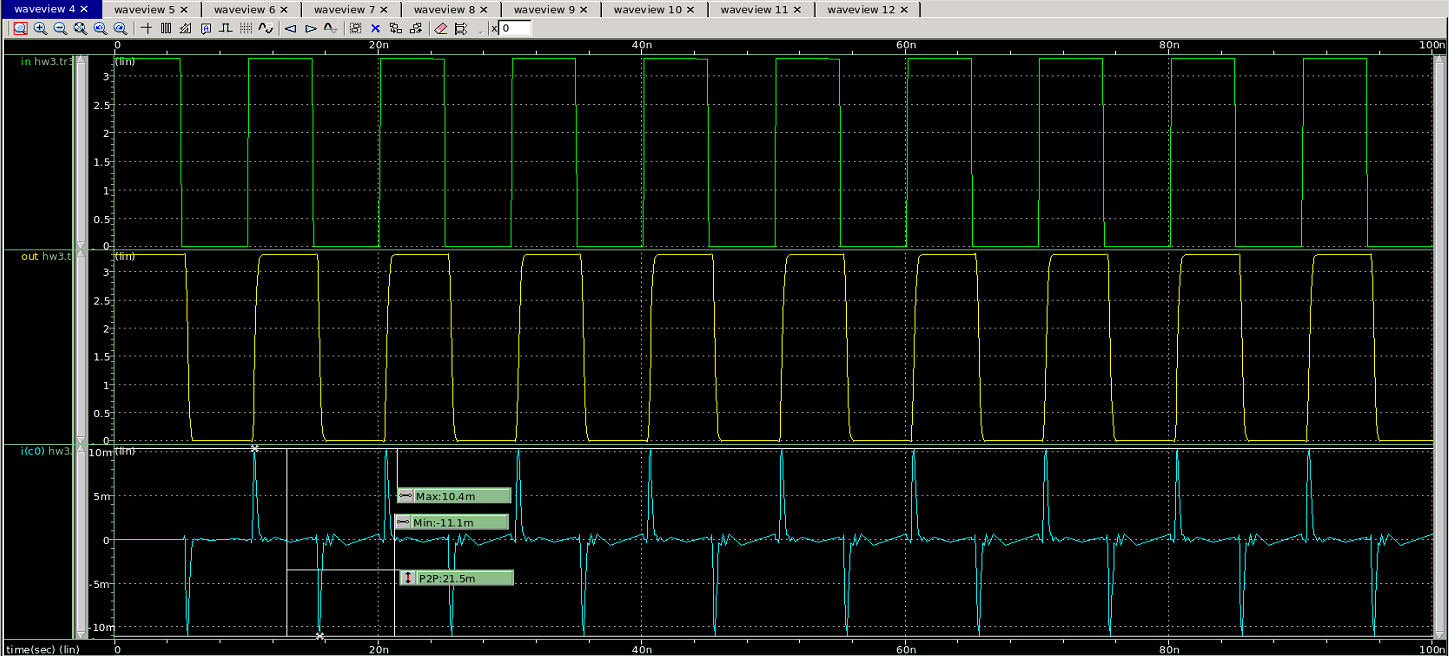 waveview 4 waveview 5 waveview 6 waveview 7 waveview 8 waveview 9 waveview 10 waveview 11 waveview 12
x 0
0 20n 40n 60n 80n 100n
in hw3.tr3 (lin)
3
2.5
2
1.5
1
0.5
0
out hw3.t (lin)
3
2.5
2
1.5
1
0.5
0
i(c0) hw3. 10m (lin)
Max:10.4m
5m
Min:-11.1m
0
P2P:21.5m
-5m
-10m
time(sec) (lin) 0 20n 40n 60n 80n 100n